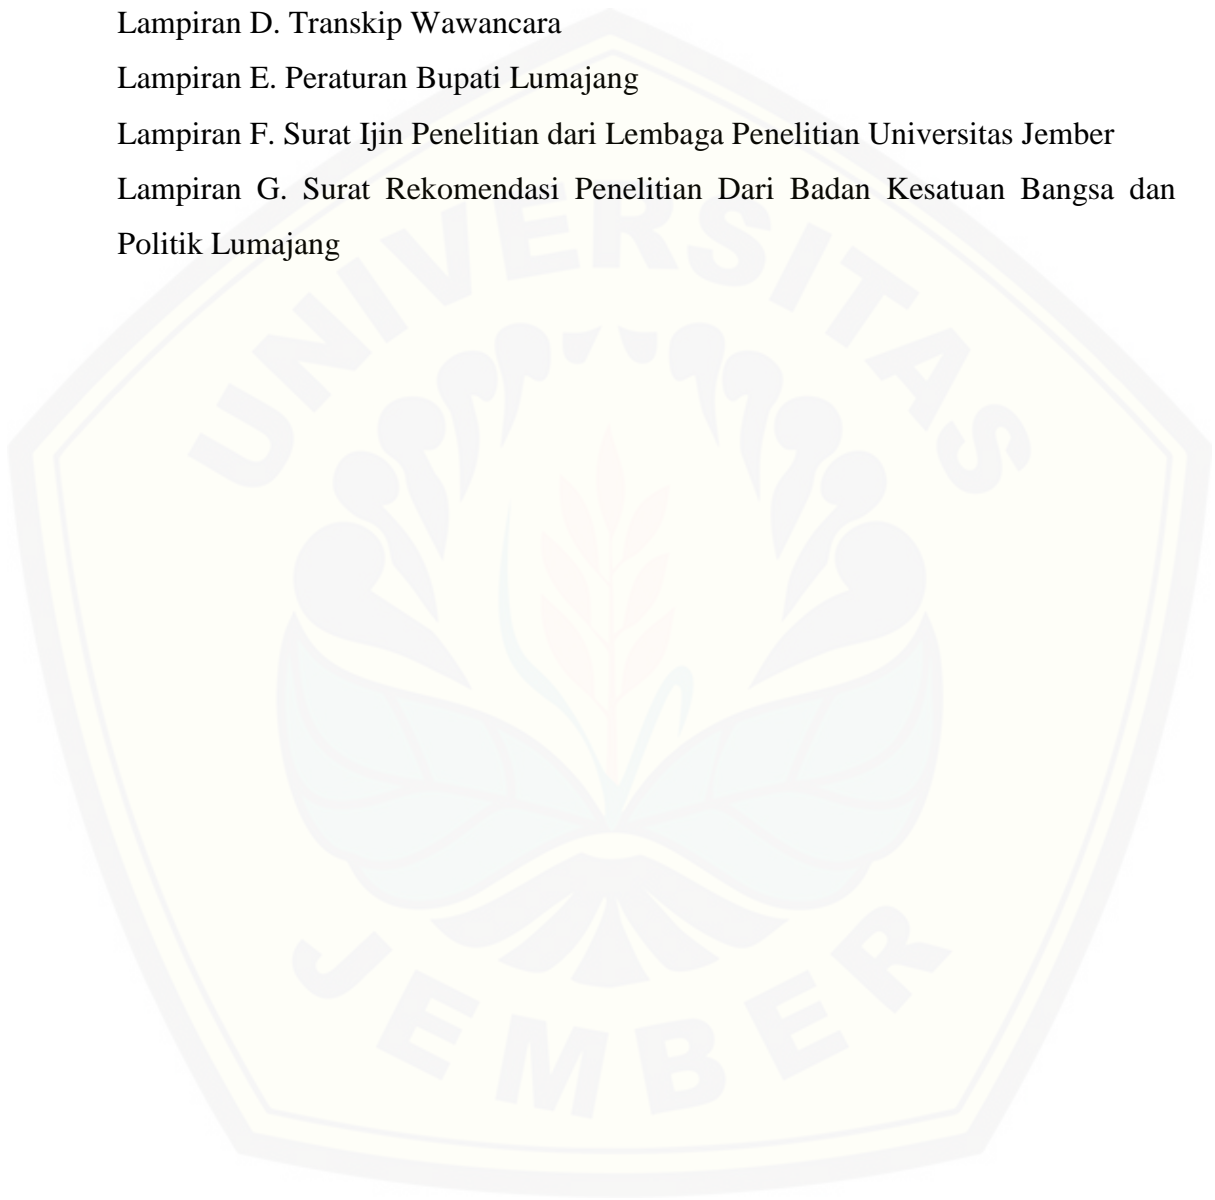 Lampiran D. Transkip Wawancara
Lampiran E. Peraturan Bupati Lumajang
Lampiran F. Surat Ijin Penelitian dari Lembaga Penelitian Universitas Jember
Lampiran G. Surat Rekomendasi Penelitian Dari Badan Kesatuan Bangsa dan
Politik Lumajang
UNIVERSITAS
JEMBER